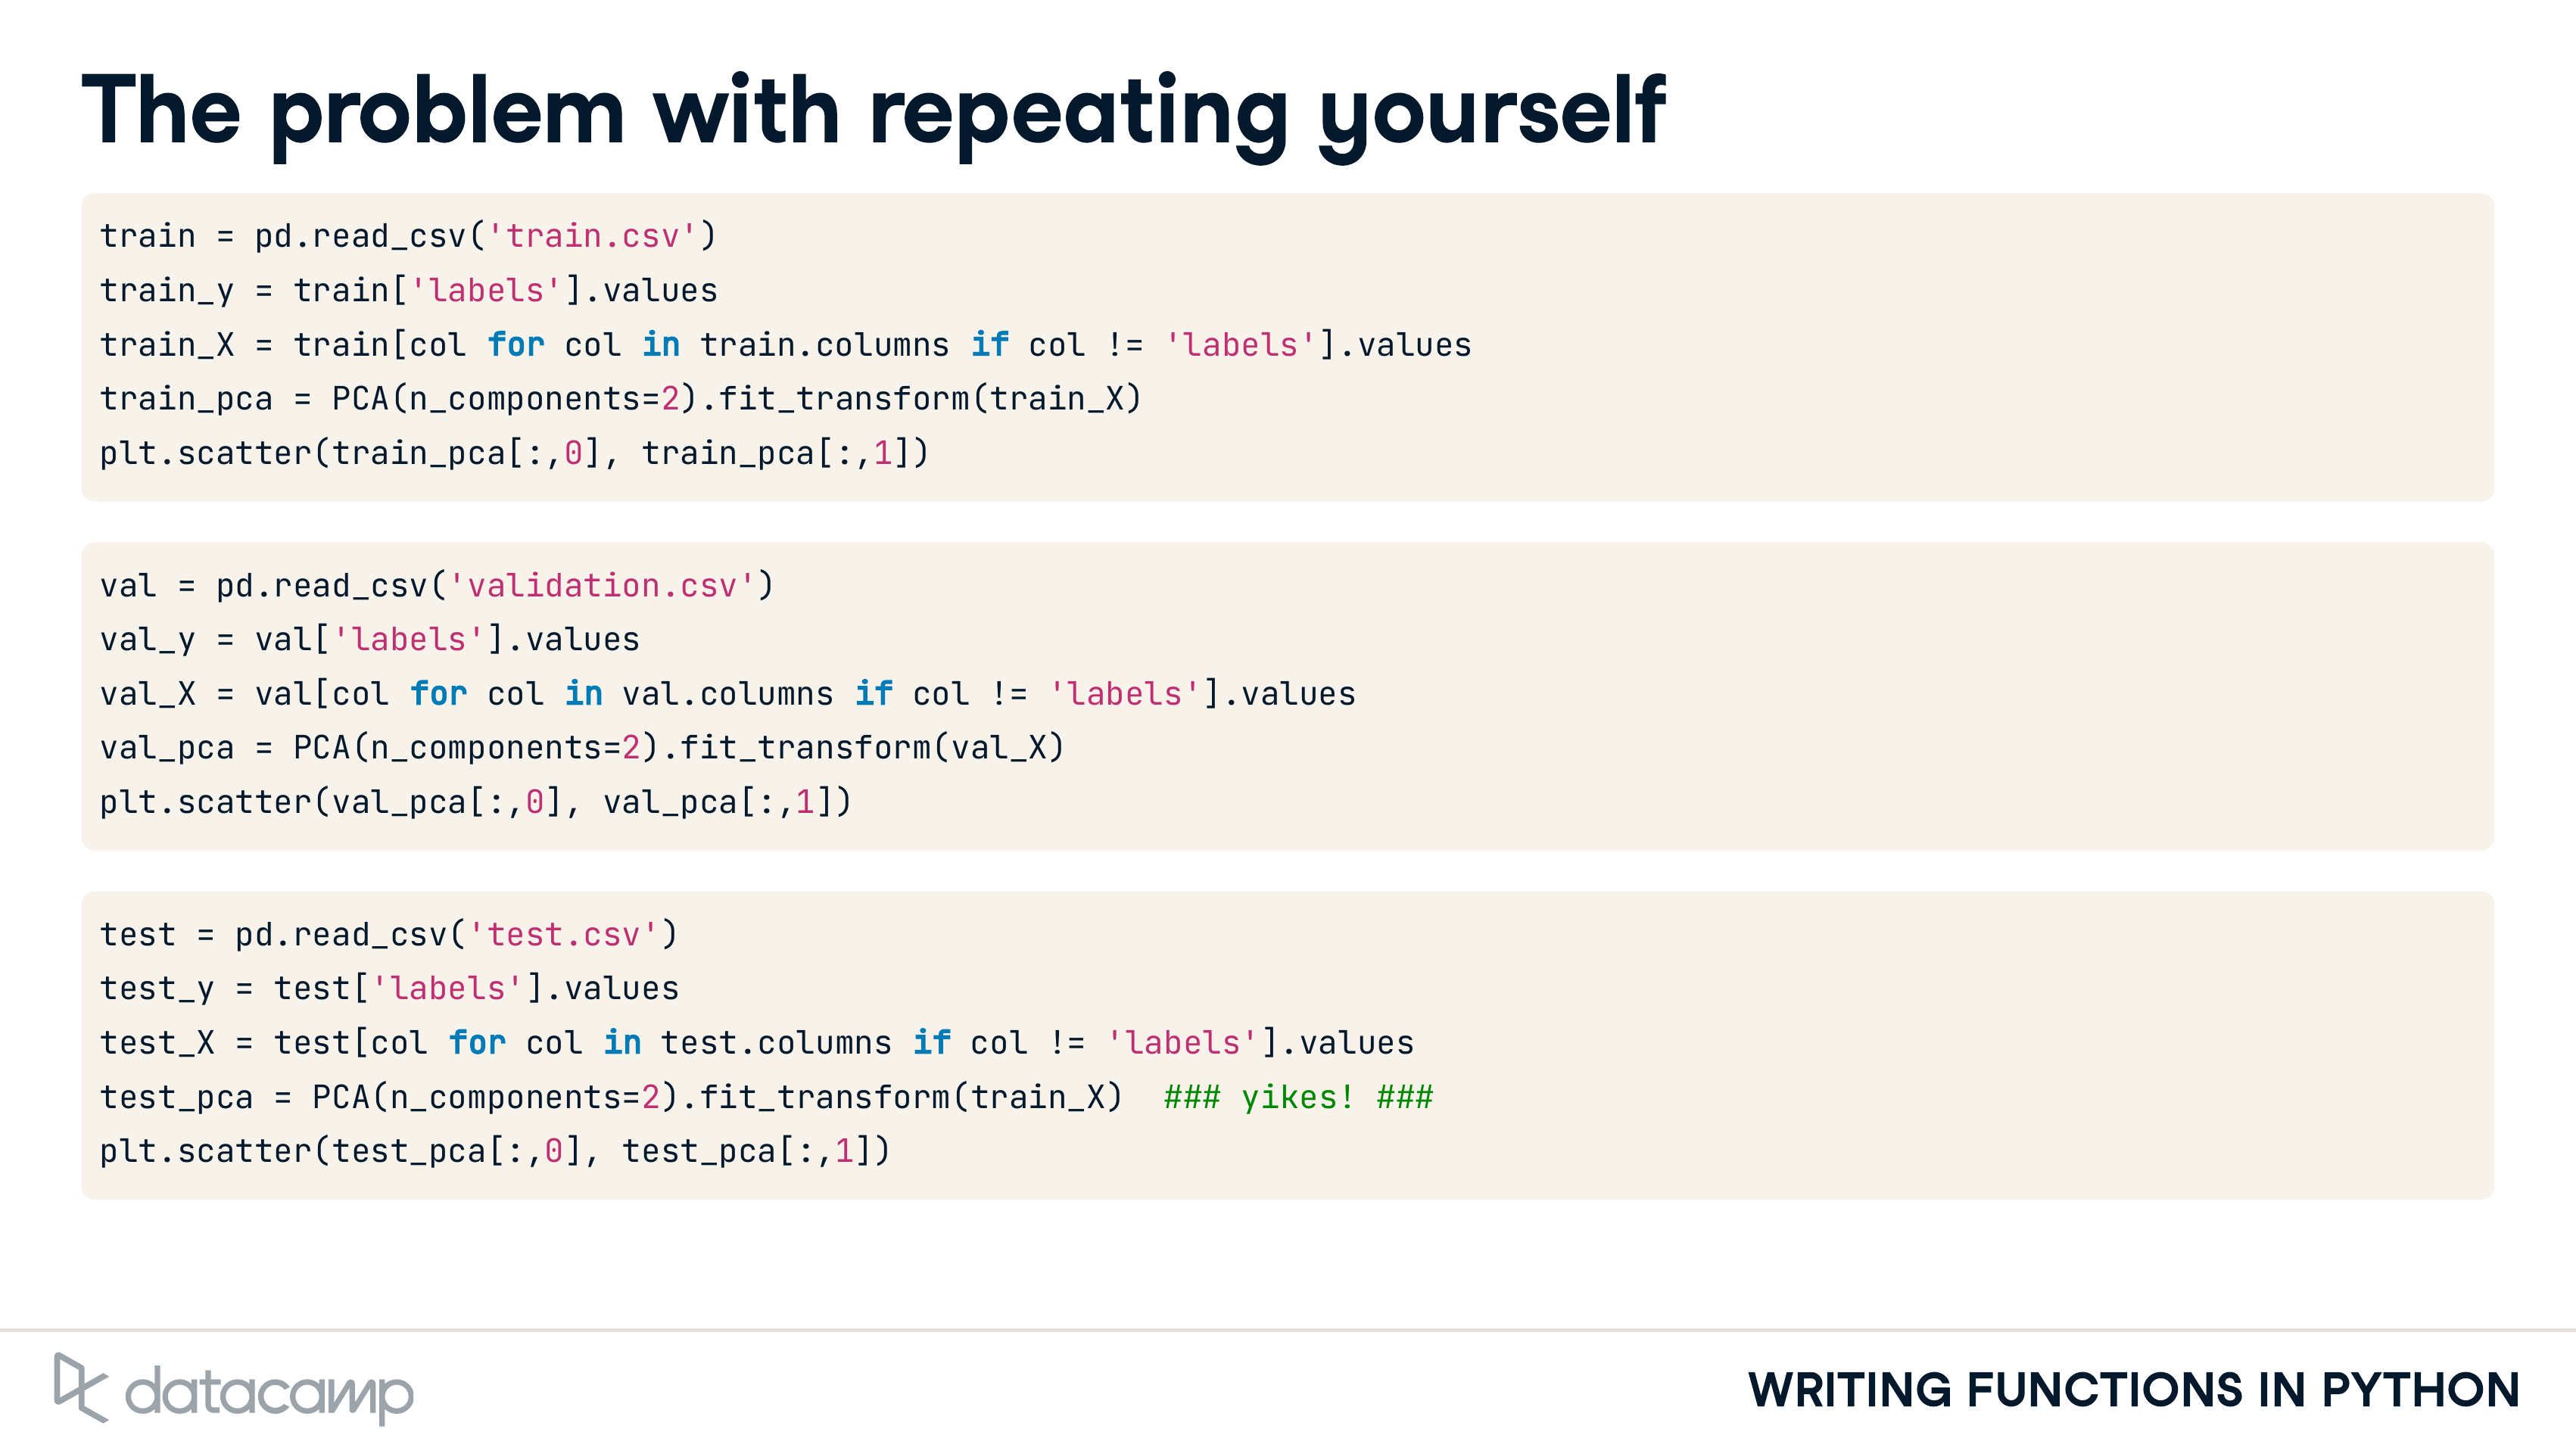 The problem with repeating yourself
train = pd.read_csv('train.csv')
train_y = train['labels'].values
train_X = train[col for col in train.columns if col != 'labels'].values
train_pca = PCA(n_components=2).fit_transform(train_X)
plt.scatter(train_pca[:,0], train_pca[:,1])
val = pd.read_csv('validation.csv')
val_y = val['labels'].values
val_X = val[col for col in val.columns if col != 'labels'].values
val_pca = PCA(n_components=2).fit_transform(val_X)
plt.scatter(val_pca[:,0], val_pca[:,1])
test = pd.read_csv('test.csv')
test_y = test['labels'].values
test_X = test[col for col in test.columns if col != 'labels'].values
test_pca = PCA(n_components=2).fit_transform(train_X)  ### yikes! ###
plt.scatter(test_pca[:,0], test_pca[:,1])
datacamp
WRITING FUNCTIONS IN PYTHON